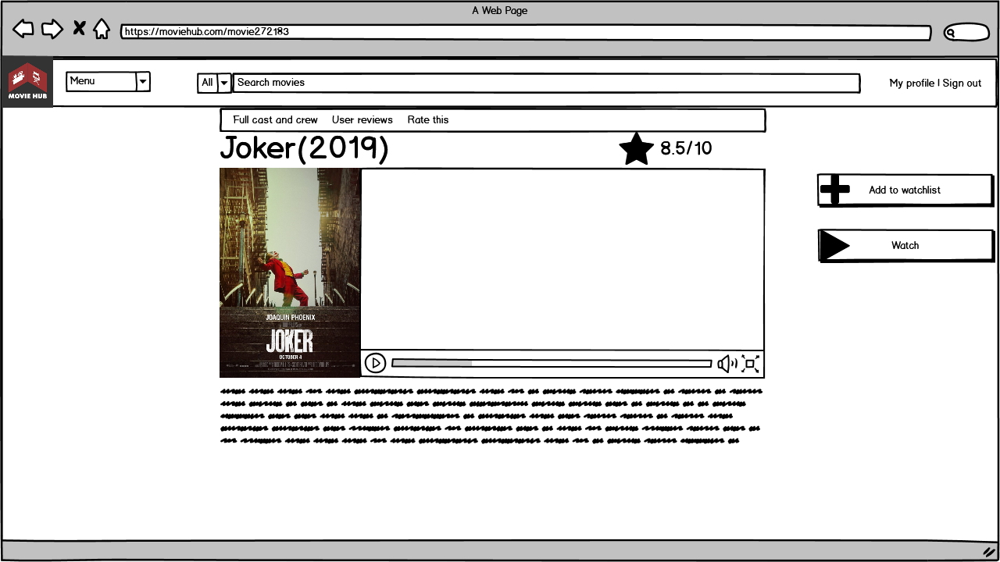 A Web Page
https://moviehub.com/movie272183
MOVIE HUB
Menu
All
Search movies
My profile | Sign out
Full cast and crew User reviews Rate this
Joker(2019)
8.5/10
Add to watchlist
Watch
JOAQUIN PHOENIX
JOKER
OCTOBER 4